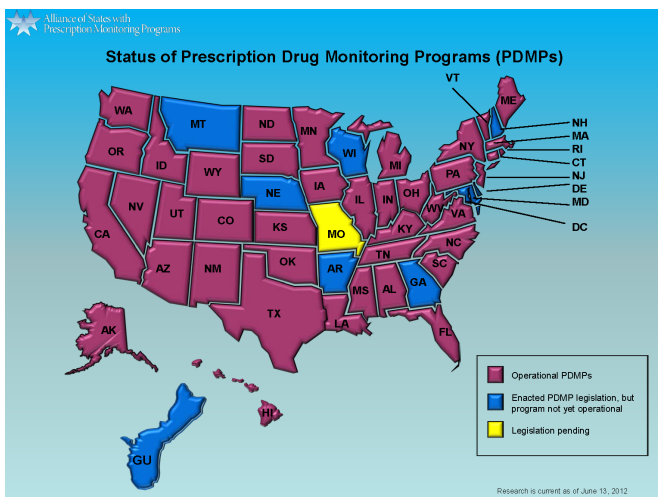 Alliance of States with
Prescription Monitoring Programs
Status of Prescription Drug Monitoring Programs (PDMPs)
VT
WA
MT
ND
MN
ME
OR
ID
SD
WI
NY
NH
MA
RI
CT
NJ
DE
MD
DC
WY
MI
PA
NV
UT
CO
NE
IA
IL
IN
OH
WV
VA
CA
KS
MO
KY
NC
AZ
NM
OK
AR
TN
SC
TX
LA
MS
AL
GA
FL
AK
HI
GU
Operational PDMPs
Enacted PDMP legislation, but
program not yet operational
Legislation pending
Research is current as of June 13, 2012